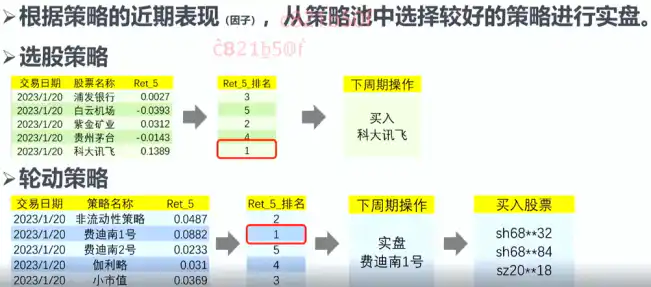 ➢根据策略的近期表现（因子），从策略池中选择较好的策略进行实盘。
c821b50f
➢选股策略
交易日期 股票名称 Ret_5
2023/1/20 浦发银行 0.0027
2023/1/20 白云机场 -0.0393
2023/1/20 紫金矿业 0.0312
2023/1/20 贵州茅台 -0.0143
2023/1/20 科大讯飞 0.1389
Ret_5_排名
3
5
2
4
1
下周期操作
买入
科大讯飞
➢轮动策略
交易日期 策略名称 Ret_5
2023/1/20 非流动性策略 0.0487
2023/1/20 费迪南1号 0.0882
2023/1/20 费迪南2号 0.0233
2023/1/20 伽利略 0.031
2023/1/20 小市值 0.0369
Ret_5_排名
2
1
5
4
3
下周期操作
实盘
费迪南1号
买入股票
sh68**32
sh68**84
sz20**18